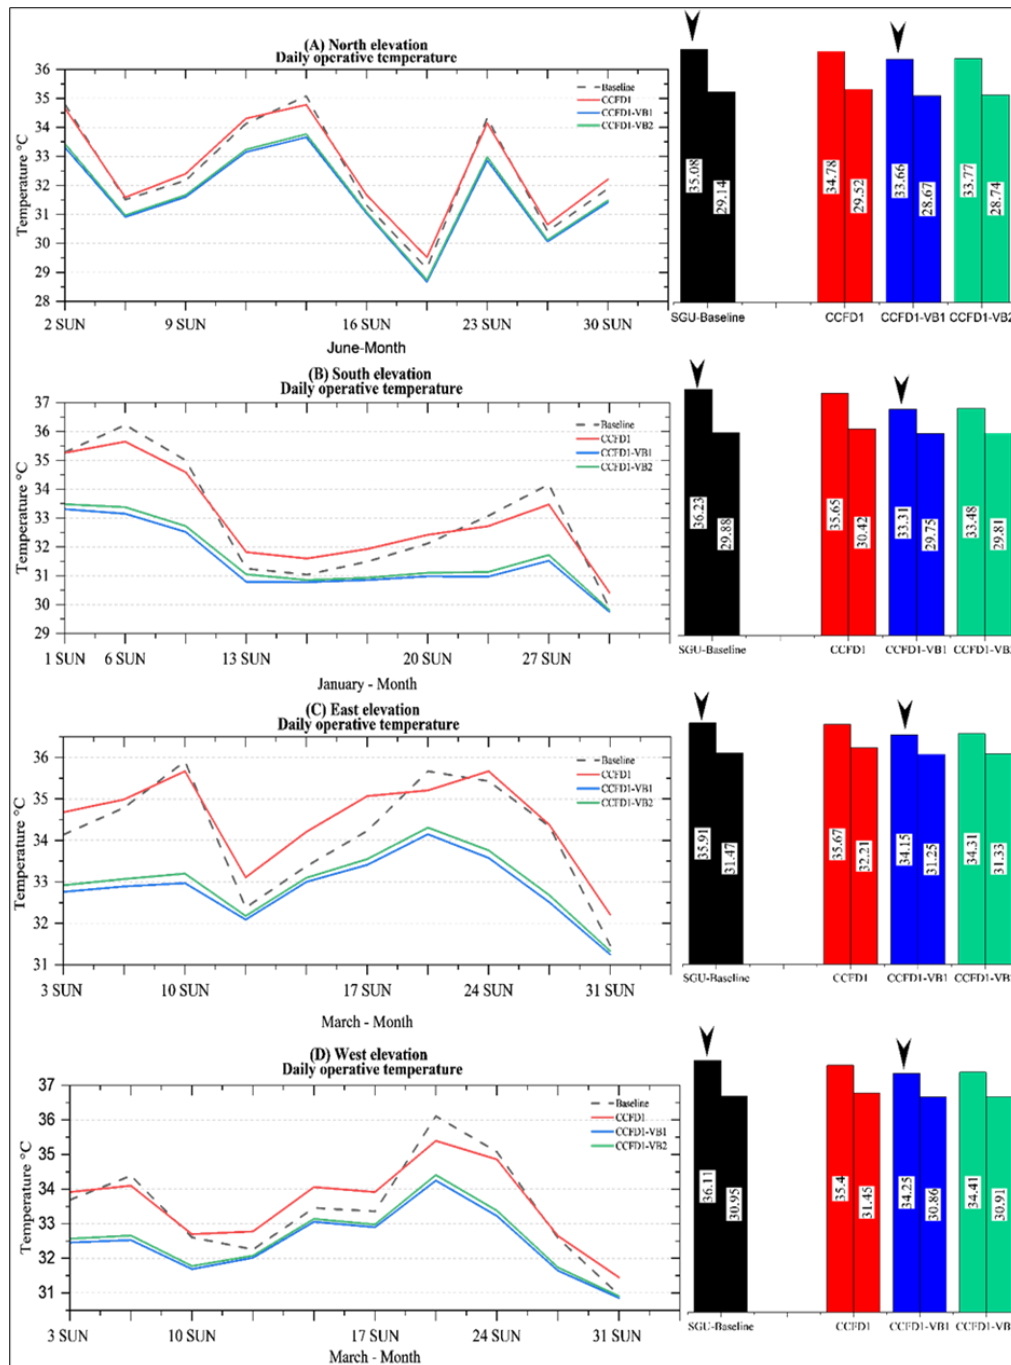 (A) North elevation
Daily operative temperature
Temperature °C
36
35
34
33
32
31
30
29
28
Baseline
CCFD1
CCFD1-VB1
CCFD1-VB2
2 SUN
9 SUN
16 SUN
23 SUN
30 SUN
June-Month
35.08
29.14
34.78
29.52
33.66
28.67
33.77
28.74
SGU-Baseline
CCFD1
CCFD1-VB1
CCFD1-VB2
(B) South elevation
Daily operative temperature
Temperature °C
37
36
35
34
33
32
31
30
29
Baseline
CCFD1
CCFD1-VB1
CCFD1-VB2
1 SUN
6 SUN
13 SUN
20 SUN
27 SUN
January - Month
36.23
29.88
35.65
30.42
33.31
29.75
33.48
29.81
SGU-Baseline
CCFD1
CCFD1-VB1
CCFD1-VB2
(C) East elevation
Daily operative temperature
Temperature °C
36
35
34
33
32
31
Baseline
CCFD1
CCFD1-VB1
CCFD1-VB2
3 SUN
10 SUN
17 SUN
24 SUN
31 SUN
March - Month
35.91
31.47
35.67
32.21
34.15
31.25
34.31
31.33
SGU-Baseline
CCFD1
CCFD1-VB1
CCFD1-VB
(D) West elevation
Daily operative temperature
Temperature °C
37
36
35
34
33
32
31
Baseline
CCFD1
CCFD1-VB1
CCFD1-VB2
3 SUN
10 SUN
17 SUN
24 SUN
31 SUN
March - Month
36.11
30.95
35.4
31.45
34.25
30.86
34.41
30.91
SGU-Baseline
CCFD1
CCFD1-VB1
CCFD1-VB